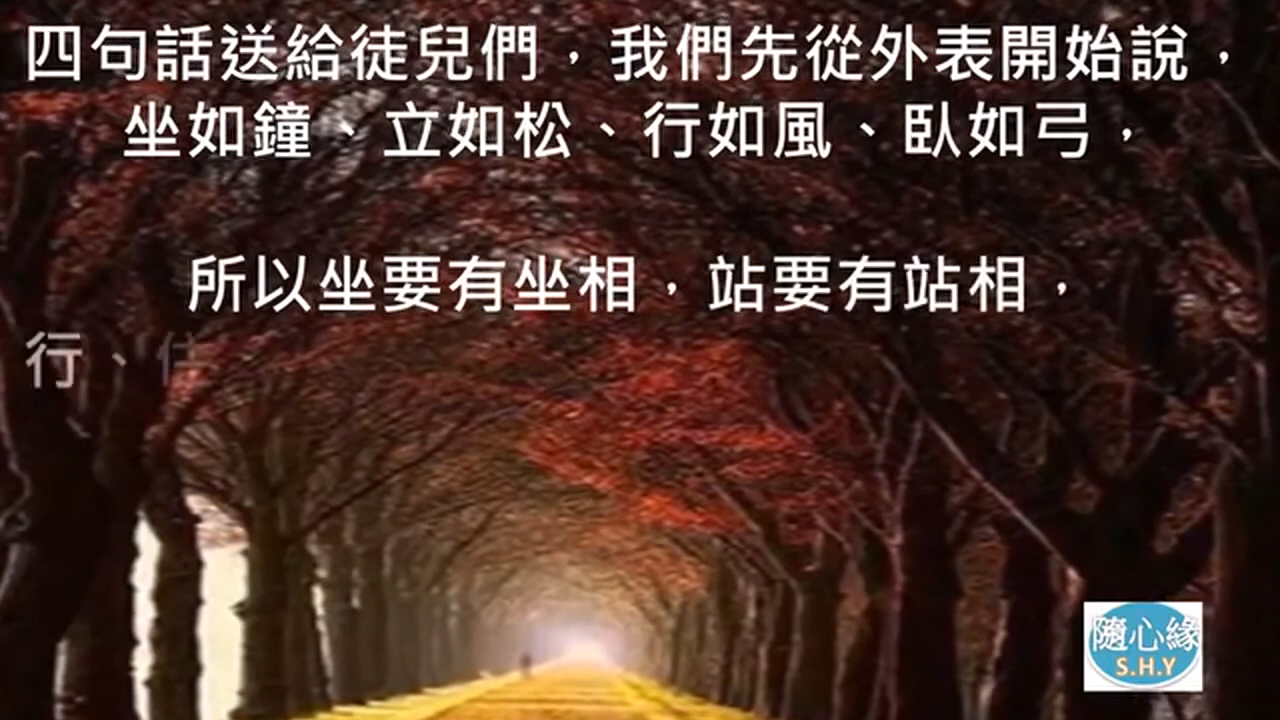 四句話送給徒兒們，我們先從外表開始說，
坐如鐘、立如松、行如風、臥如弓，
所以坐要有坐相，站要有站相，
行、住
隨心緣
S.H.Y